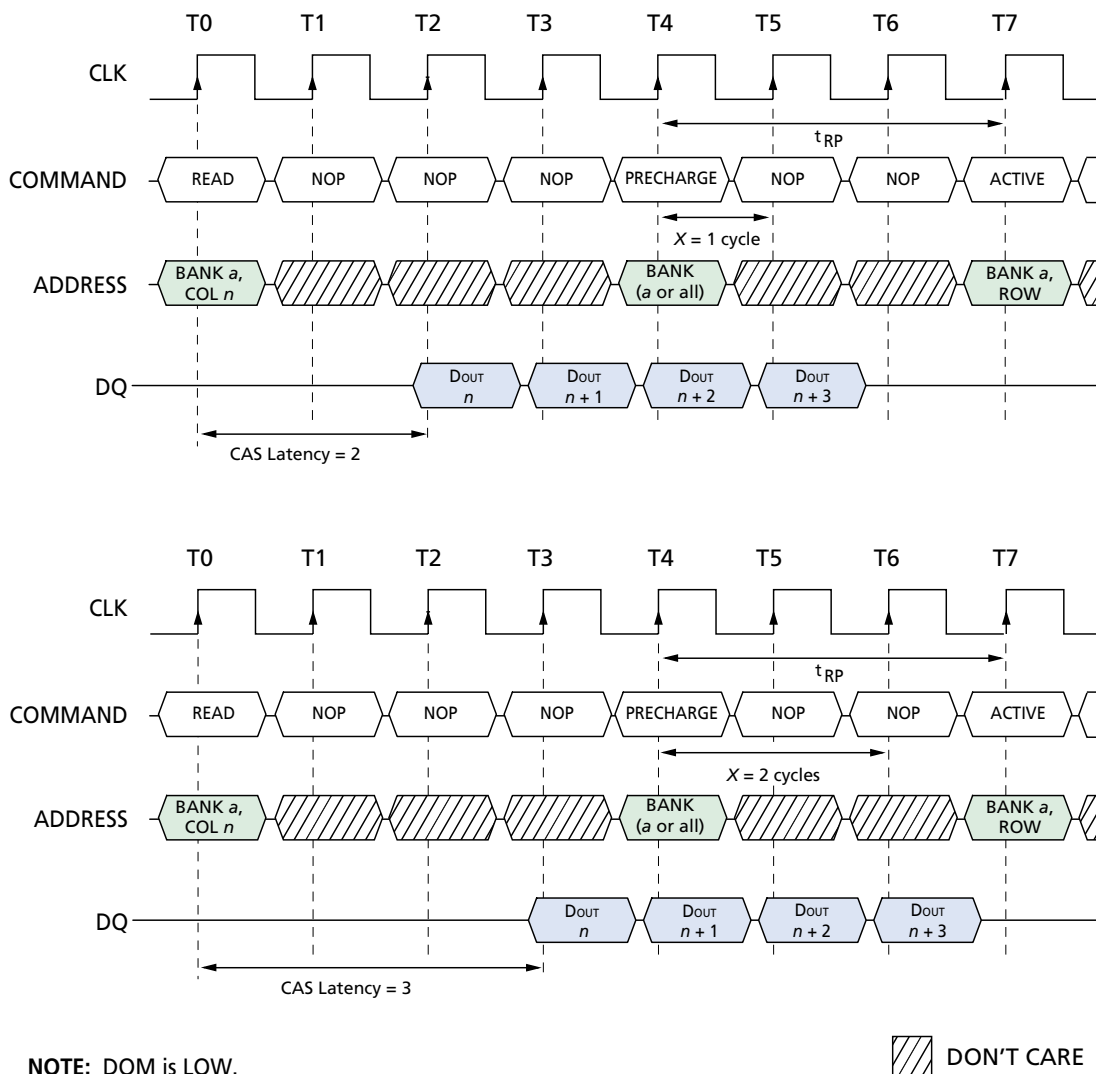 T0 T1 T2 T3 T4 T5 T6 T7
CLK
tRP
COMMAND READ NOP NOP NOP PRECHARGE NOP NOP ACTIVE
X = 1 cycle
ADDRESS BANK a, COL n BANK (a or all) BANK a, ROW
DQ DOUT n DOUT n + 1 DOUT n + 2 DOUT n + 3
CAS Latency = 2
T0 T1 T2 T3 T4 T5 T6 T7
CLK
tRP
COMMAND READ NOP NOP NOP PRECHARGE NOP NOP ACTIVE
X = 2 cycles
ADDRESS BANK a, COL n BANK (a or all) BANK a, ROW
DQ DOUT n DOUT n + 1 DOUT n + 2 DOUT n + 3
CAS Latency = 3
NOTE: DQM is LOW.
DON'T CARE